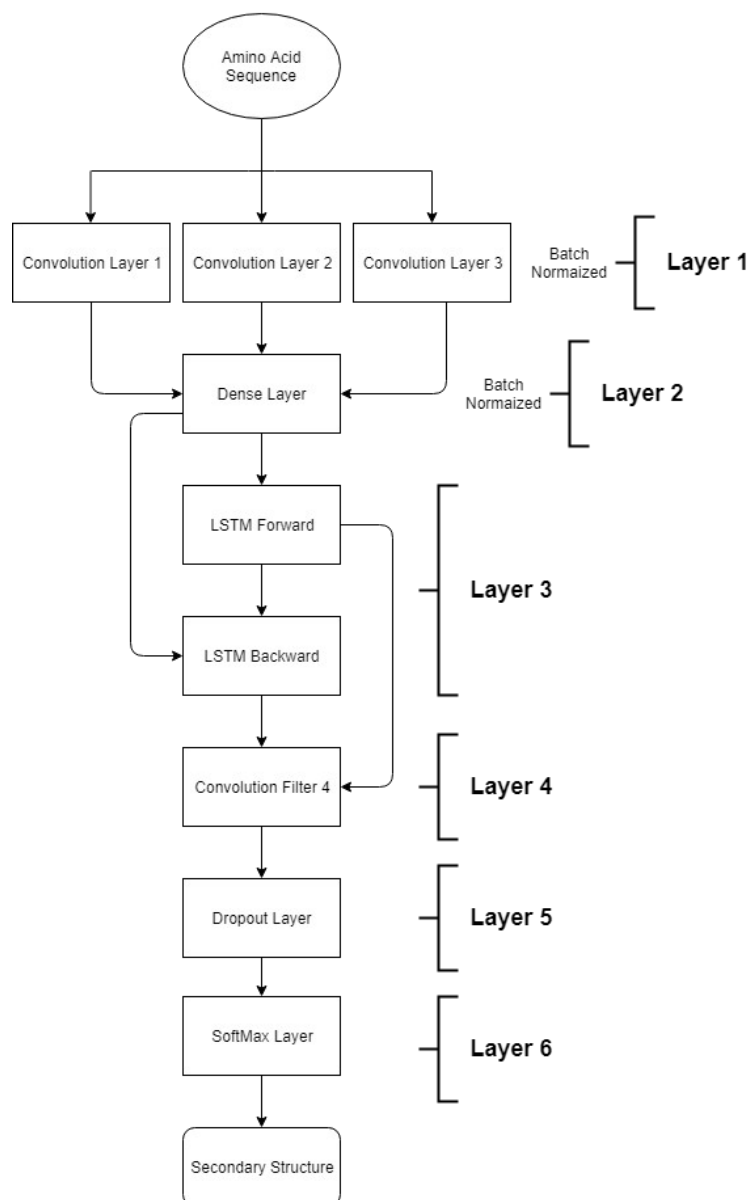 Amino Acid
Sequence
Convolution Layer 1
Convolution Layer 2
Convolution Layer 3
Batch
Normaized
Layer 1
Dense Layer
Batch
Normaized
Layer 2
LSTM Forward
Layer 3
LSTM Backward
Convolution Filter 4
Layer 4
Dropout Layer
Layer 5
SoftMax Layer
Layer 6
Secondary Structure